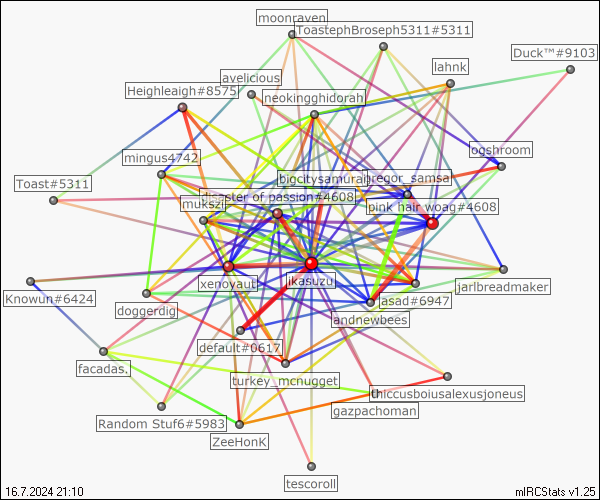 moonraven
ToastephBroseph5311#5311
Duck™#9103
lahnk
avelicious
Heighleaigh#8575
neokingghidorah
ogshroom
mingus4742
bigcitysamurai
gregor_samsa
Toast#5311
disaster of passion#4608
mukszi
pink hair woag#4608
xenoyaut
ikasuzu
asad#6947
jarlbreadmaker
Knowun#6424
doggerdig
andnewbees
default#0617
facadas.
turkey_mcnugget
thiccusboiusalexusjoneus
gazpachoman
Random Stuf6#5983
ZeeHonK
tescoroll
16.7.2024 21:10
mIRCStats v1.25